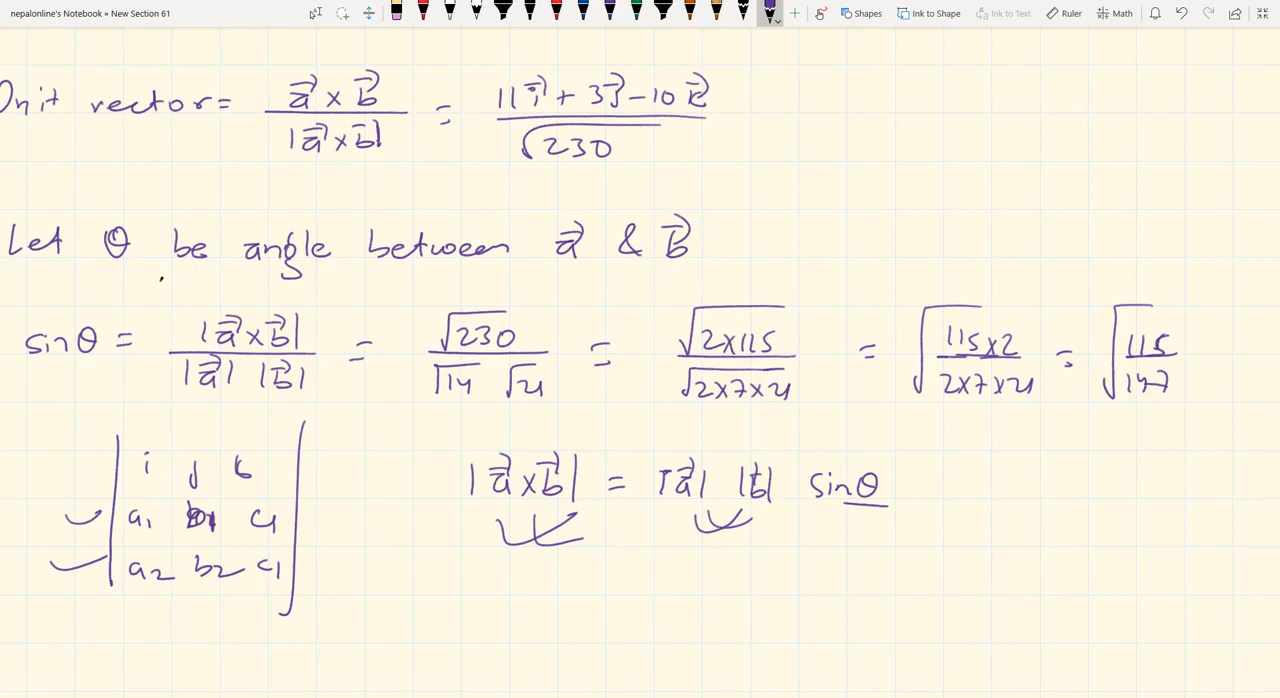 nepalonline's Notebook » New Section 61
Shapes Ink to Shape Ink to Text Ruler Math
Unit vector = (a⃗ × b⃗)/|a⃗ × b⃗| = (11i⃗ + 3j⃗ - 10k⃗)/√230
Let θ be angle between a⃗ & b⃗
sinθ = |a⃗ × b⃗|/(|a⃗| |b⃗|) = √230/(√14 √21) = √(2×115)/√(2×7×21) = √((115×2)/(2×7×21)) = √(115/147)
i j k
a₁ b₁ c₁
a₂ b₂ c₁
|a⃗ × b⃗| = |a⃗| |b| sinθ